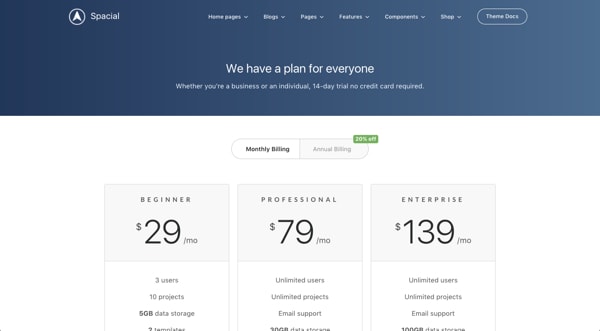 Spacial
Home pages Blogs Pages Features Components Shop Theme Docs
We have a plan for everyone
Whether you're a business or an individual, 14-day trial no credit card required.
20% off
Monthly Billing Annual Billing
BEGINNER
$29/mo
3 users
10 projects
5GB data storage
2 templates
PROFESSIONAL
$79/mo
Unlimited users
Unlimited projects
Email support
30GB data storage
ENTERPRISE
$139/mo
Unlimited users
Unlimited projects
Email support
100GB data storage